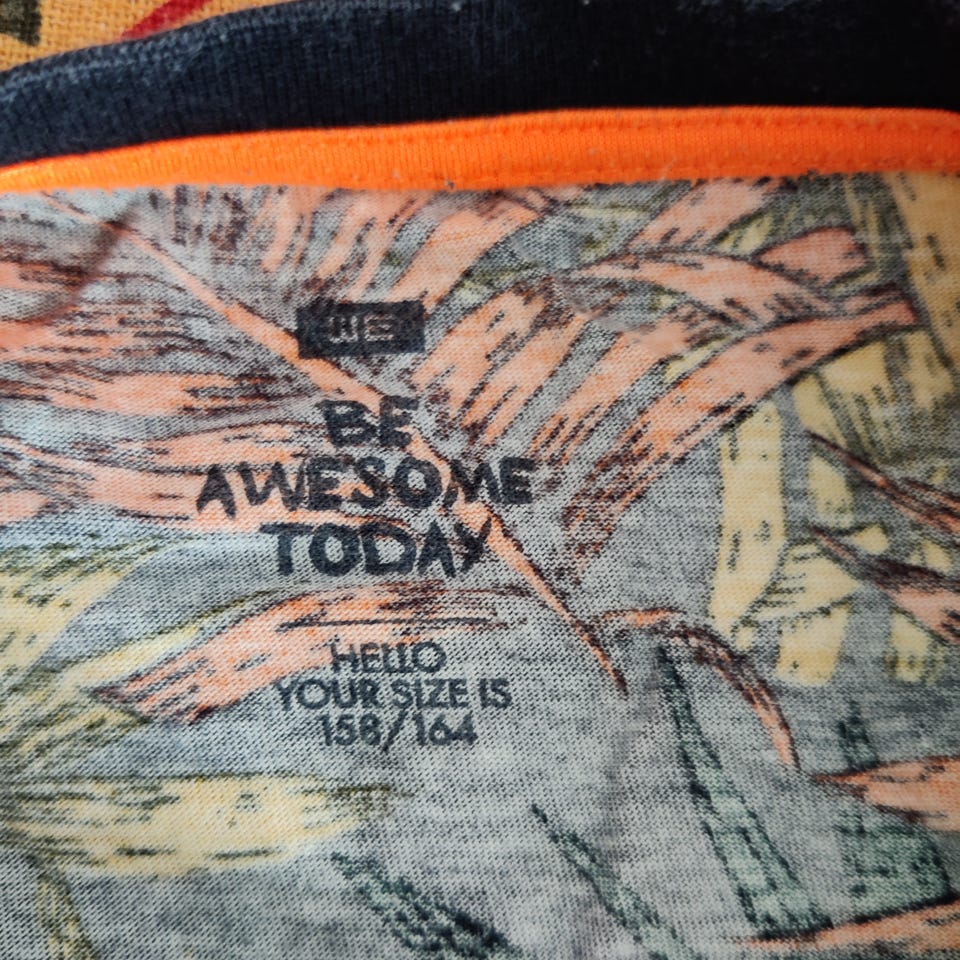 WE
BE
AWESOME
TODAY
HELLO
YOUR SIZE IS
158/164